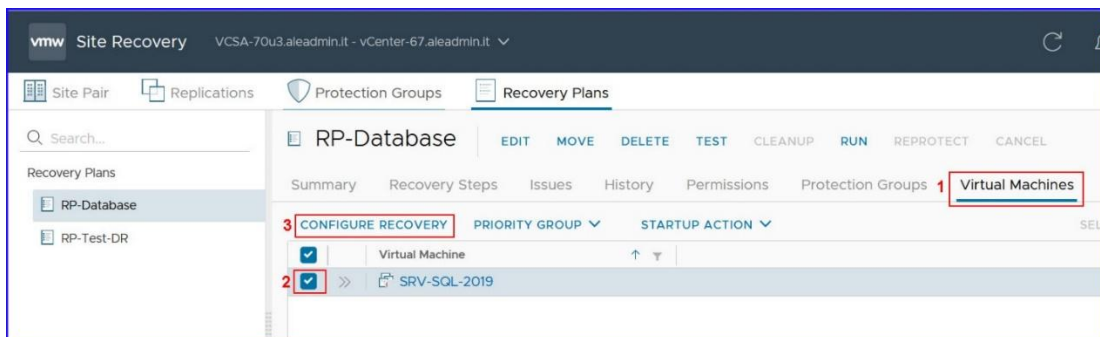 vmw Site Recovery VCSA-70u3.aleadmin.it - vCenter-67.aleadmin.it
Site Pair Replications Protection Groups Recovery Plans
Search...
RP-Database EDIT MOVE DELETE TEST CLEANUP RUN REPROTECT CANCEL
Recovery Plans
Summary Recovery Steps Issues History Permissions Protection Groups 1 Virtual Machines
RP-Database
RP-Test-DR
3 CONFIGURE RECOVERY PRIORITY GROUP STARTUP ACTION SEL
Virtual Machine
2 SRV-SQL-2019